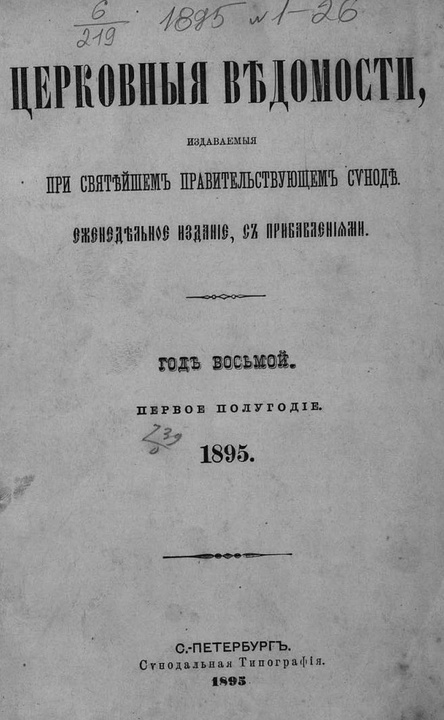 6
219
1895 №1-26
ЦЕРКОВНЫЯ ВѢДОМОСТИ,
ИЗДАВАЕМЫЯ
ПРИ СВЯТѢЙШЕМЪ ПРАВИТЕЛЬСТВУЮЩЕМЪ СѴНОДѢ.
ЕЖЕНЕДѢЛЬНОЕ ИЗДАНІЕ, СЪ ПРИБАВЛЕНІЯМИ.
ГОДЪ ВОСЬМОЙ.
ПЕРВОЕ ПОЛУГОДІЕ.
1895.
С.-ПЕТЕРБУРГЪ.
Сѵнодальная Типографія.
1895